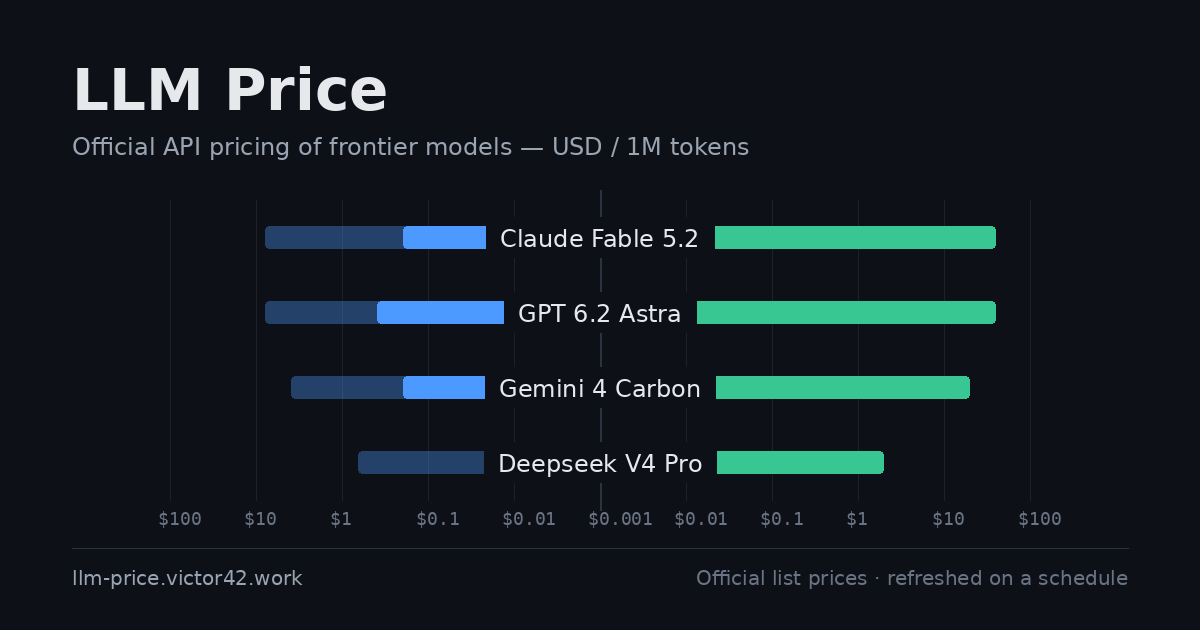 LLM Price
Official API pricing of frontier models — USD / 1M tokens
Claude Fable 5.2
GPT 6.2 Astra
Gemini 4 Carbon
Deepseek V4 Pro
$100 $10 $1 $0.1 $0.01 $0.001 $0.01 $0.1 $1 $10 $100
llm-price.victor42.work
Official list prices · refreshed on a schedule